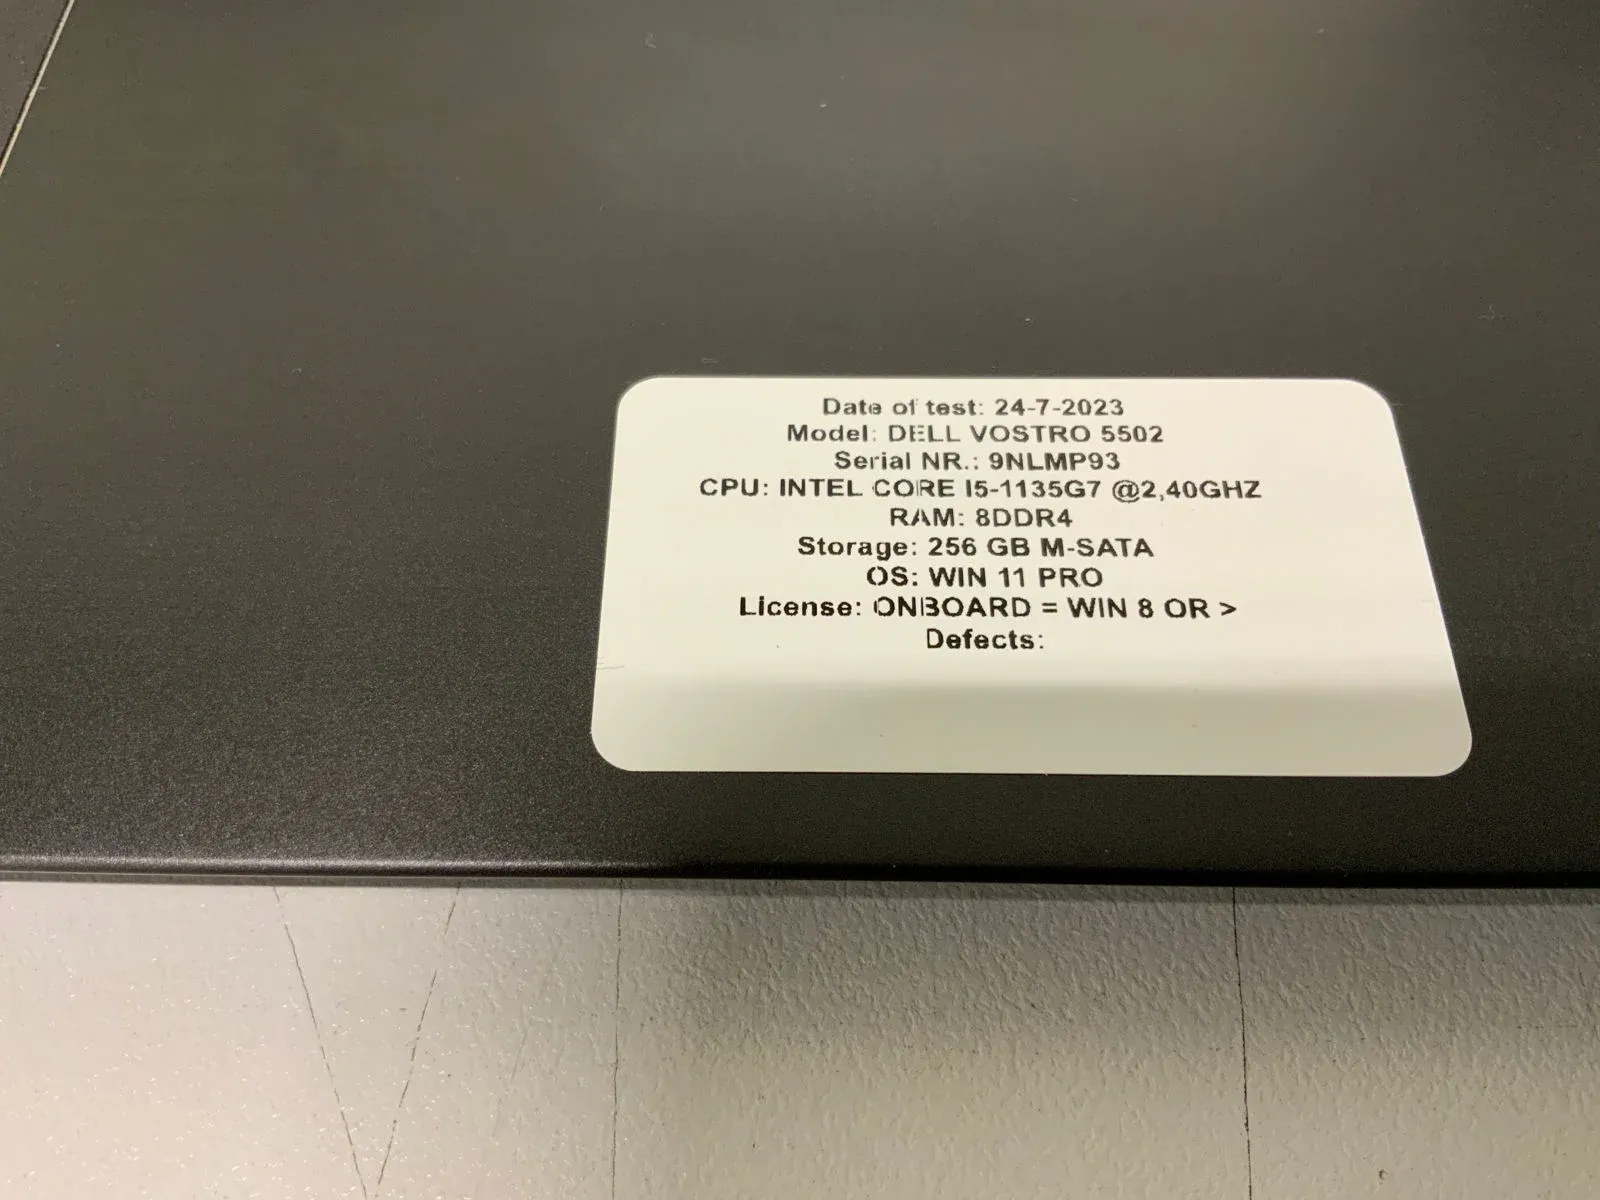 Date of test: 24-7-2023
Model: DELL VOSTRO 5502
Serial NR.: 9NLMP93
CPU: INTEL CORE I5-1135G7 @2,40GHZ
RAM: 8DDR4
Storage: 256 GB M-SATA
OS: WIN 11 PRO
License: ONBOARD = WIN 8 OR >
Defects: